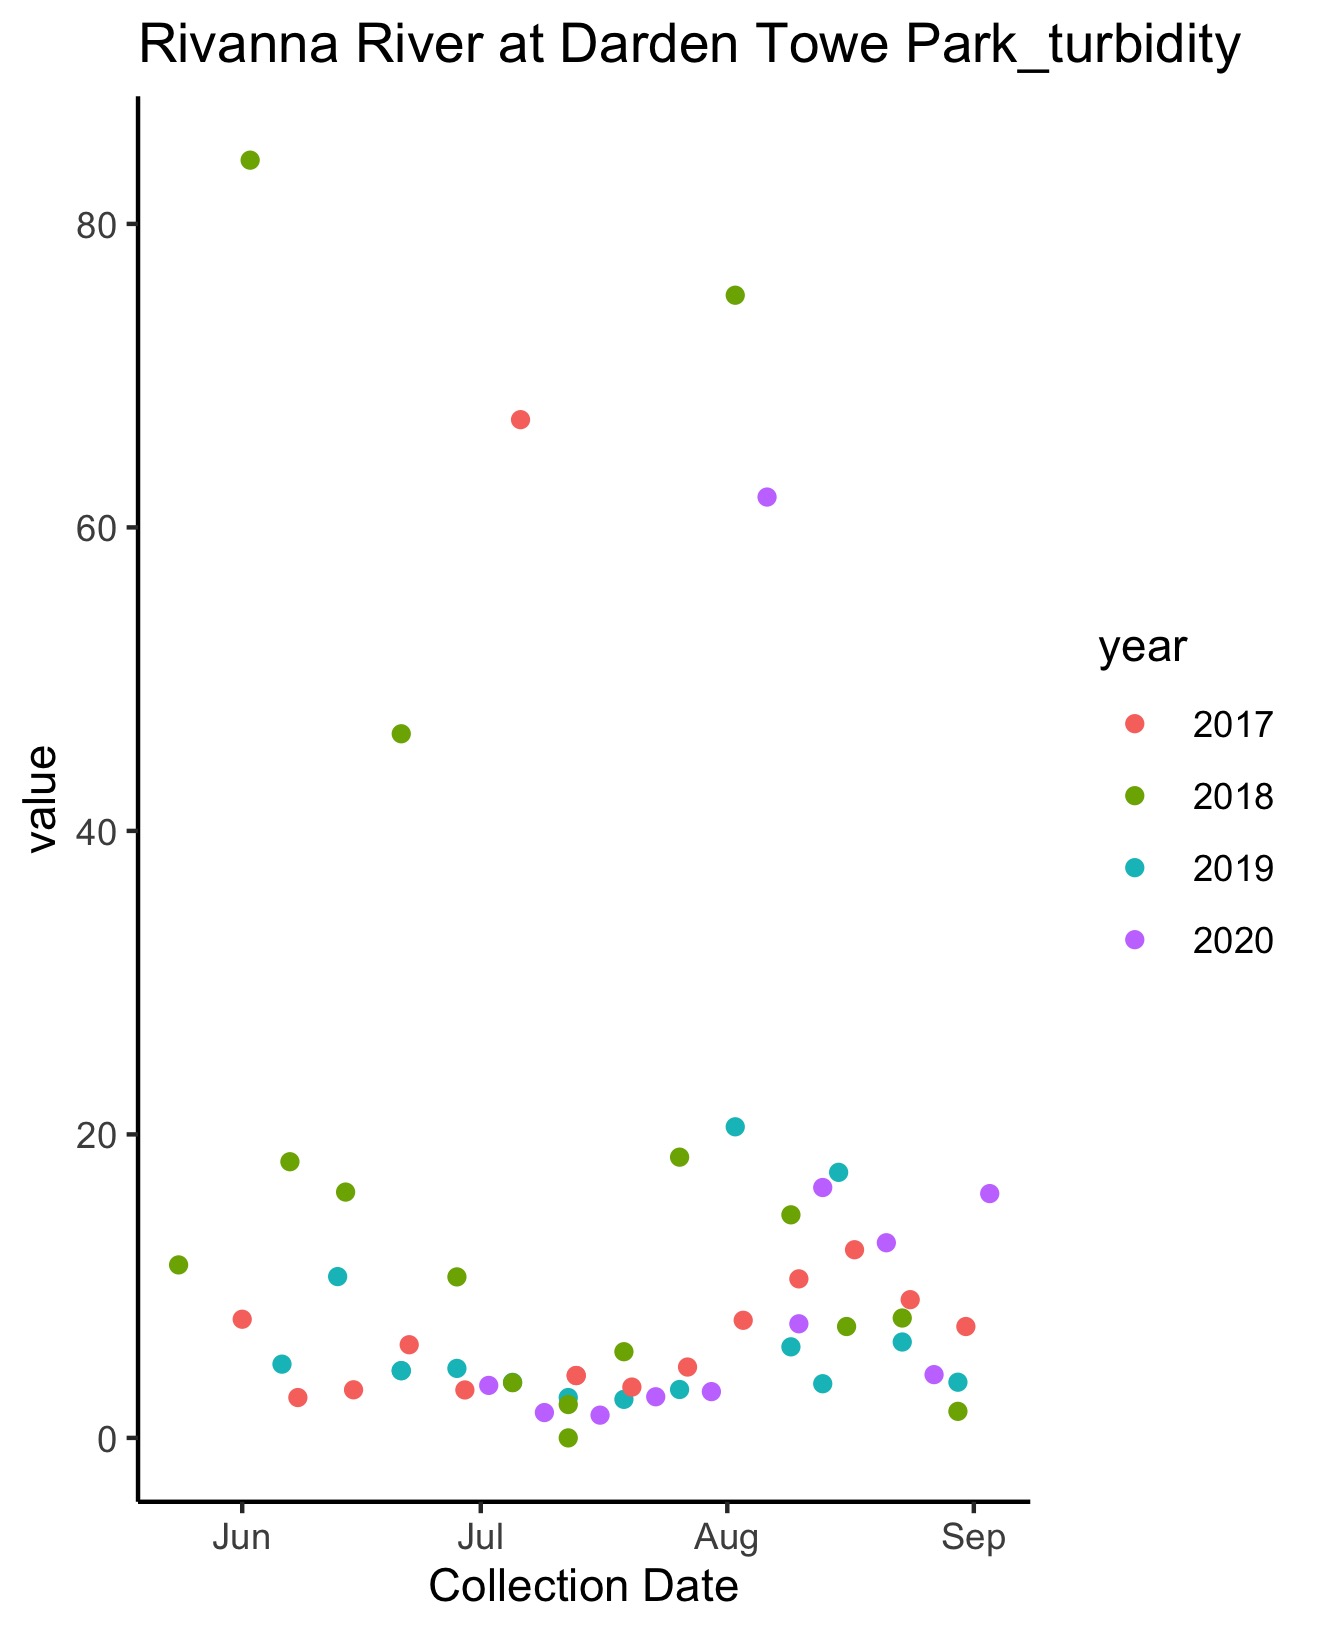 Rivanna River at Darden Towe Park_turbidity
80
60
40
20
0
value
Jun Jul Aug Sep
Collection Date
year
2017
2018
2019
2020